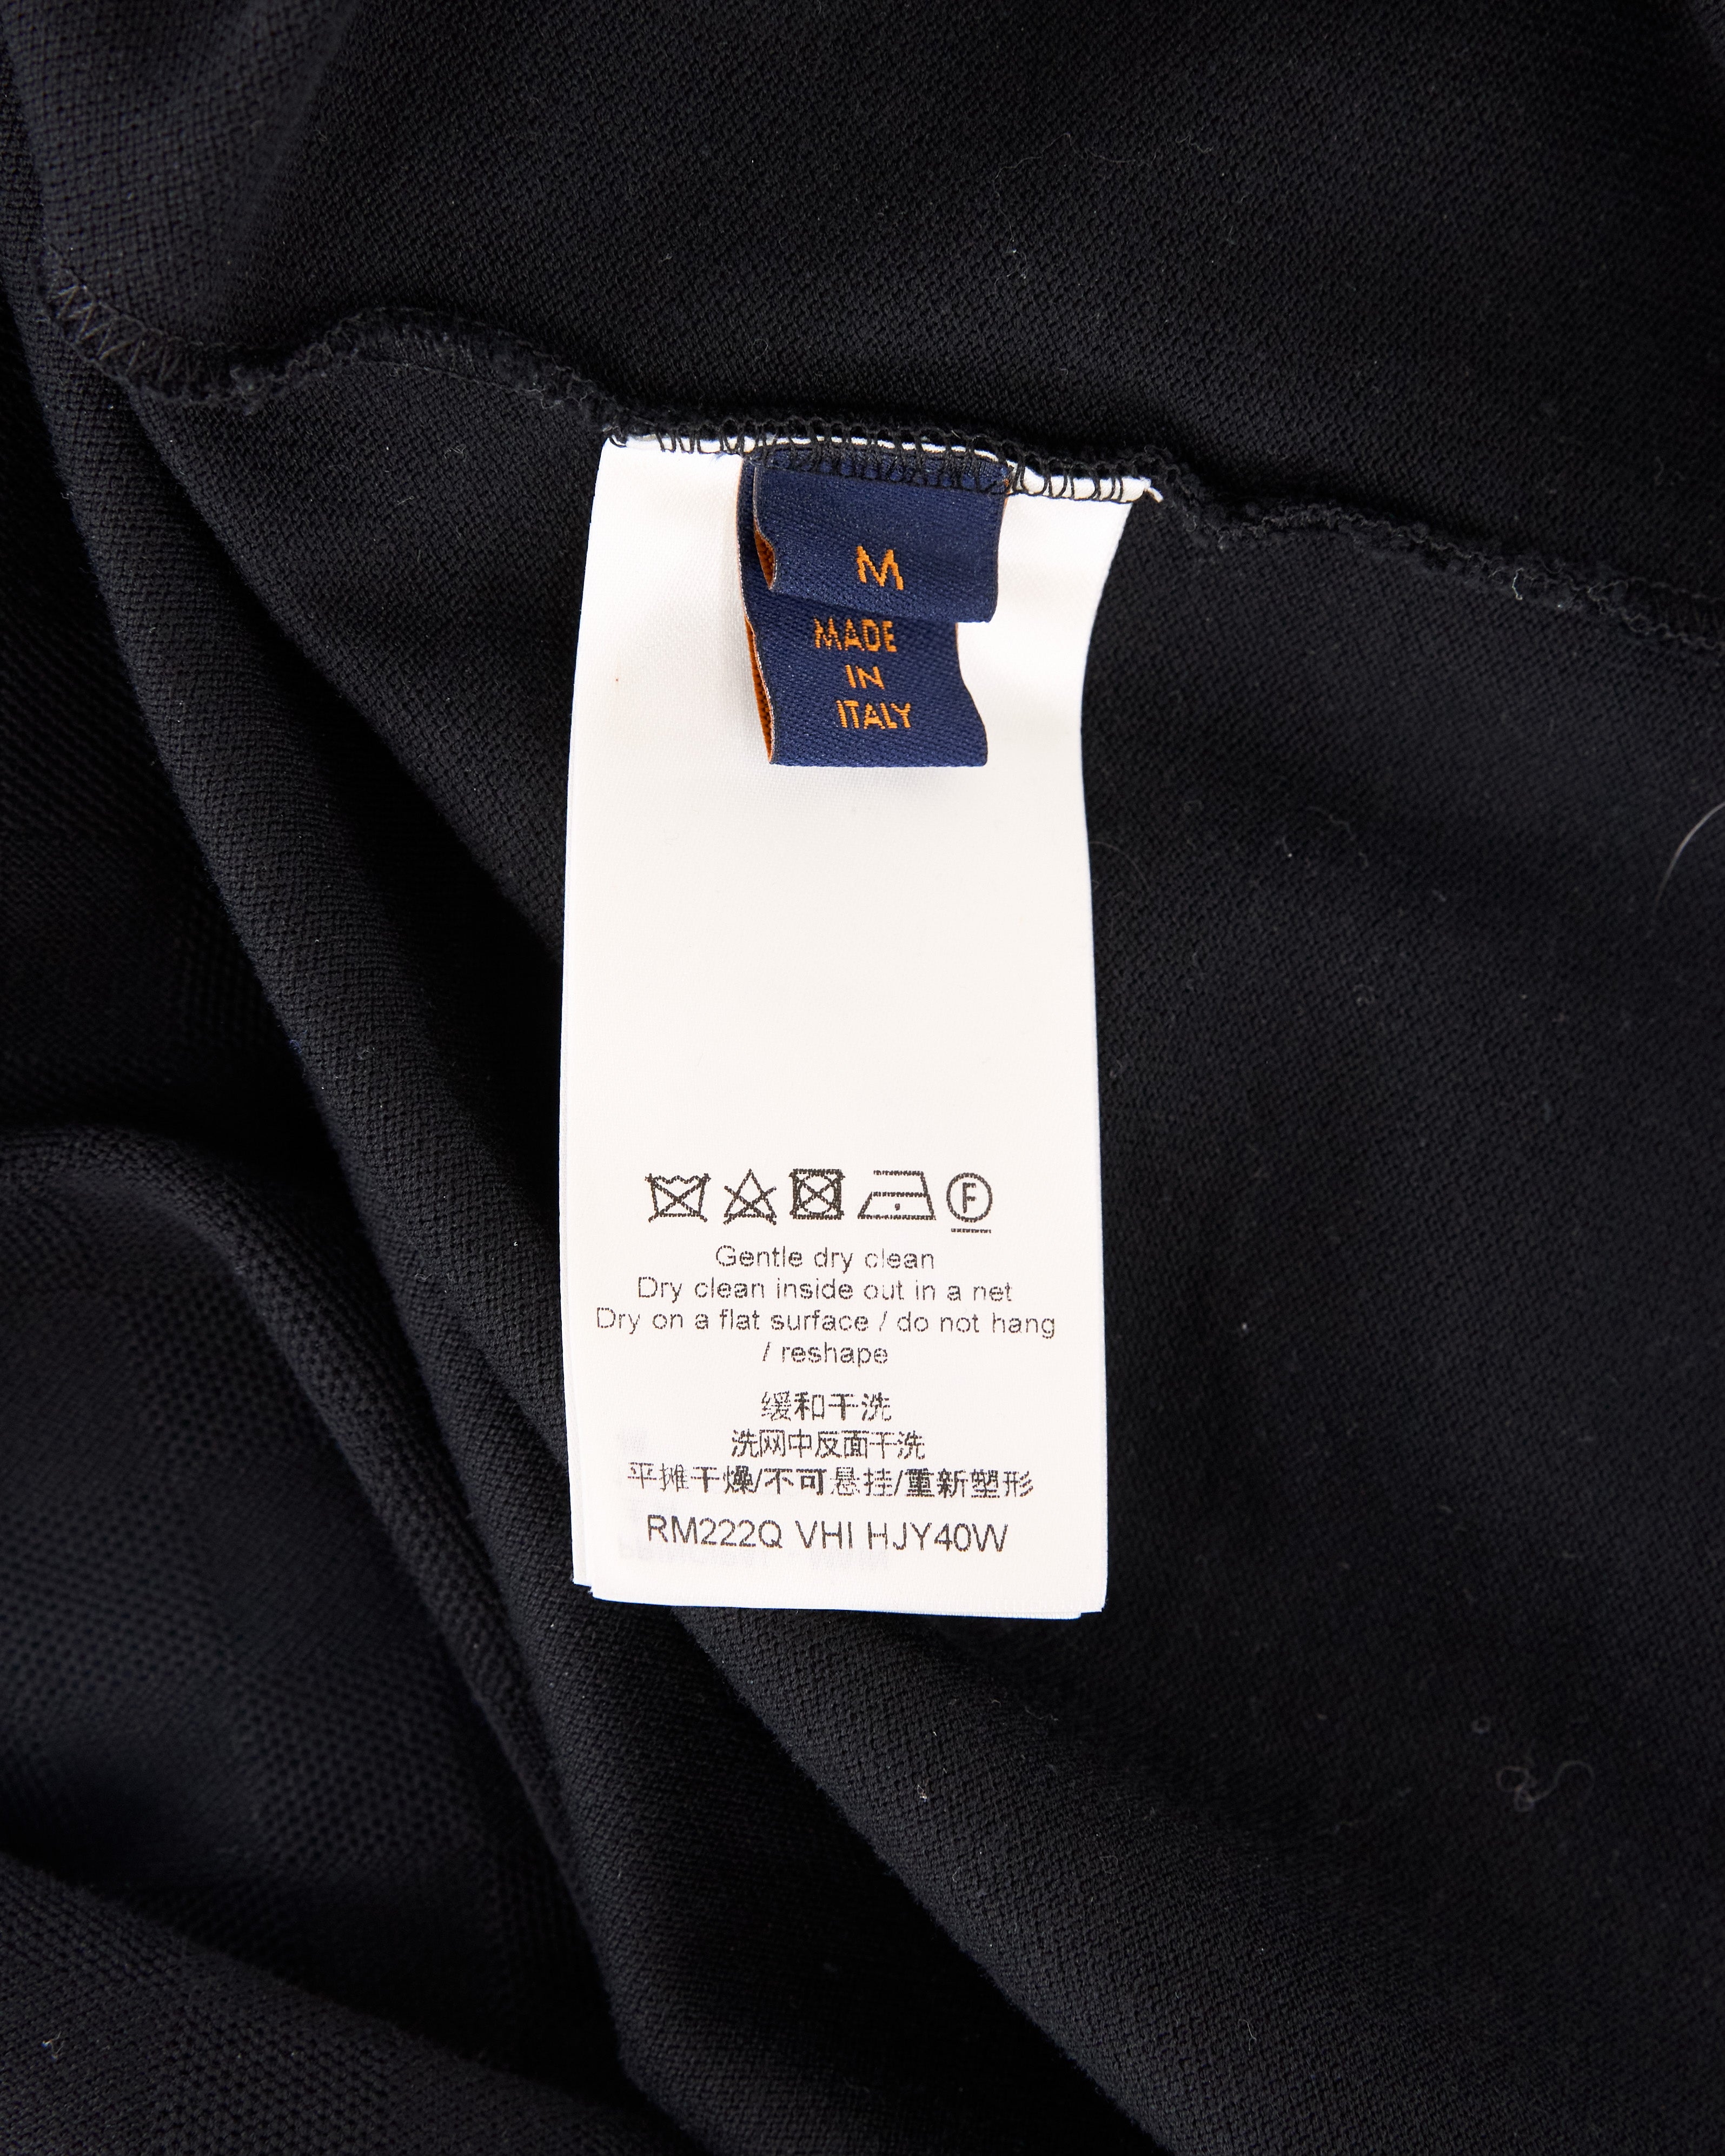 M
MADE
IN
ITALY
F
Gentle dry clean
Dry clean inside out in a net
Dry on a flat surface / do not hang
/ reshape
缓和干洗
洗网中反面干洗
平摊干燥/不可悬挂/重新塑形
RM222Q VHI HJY40W